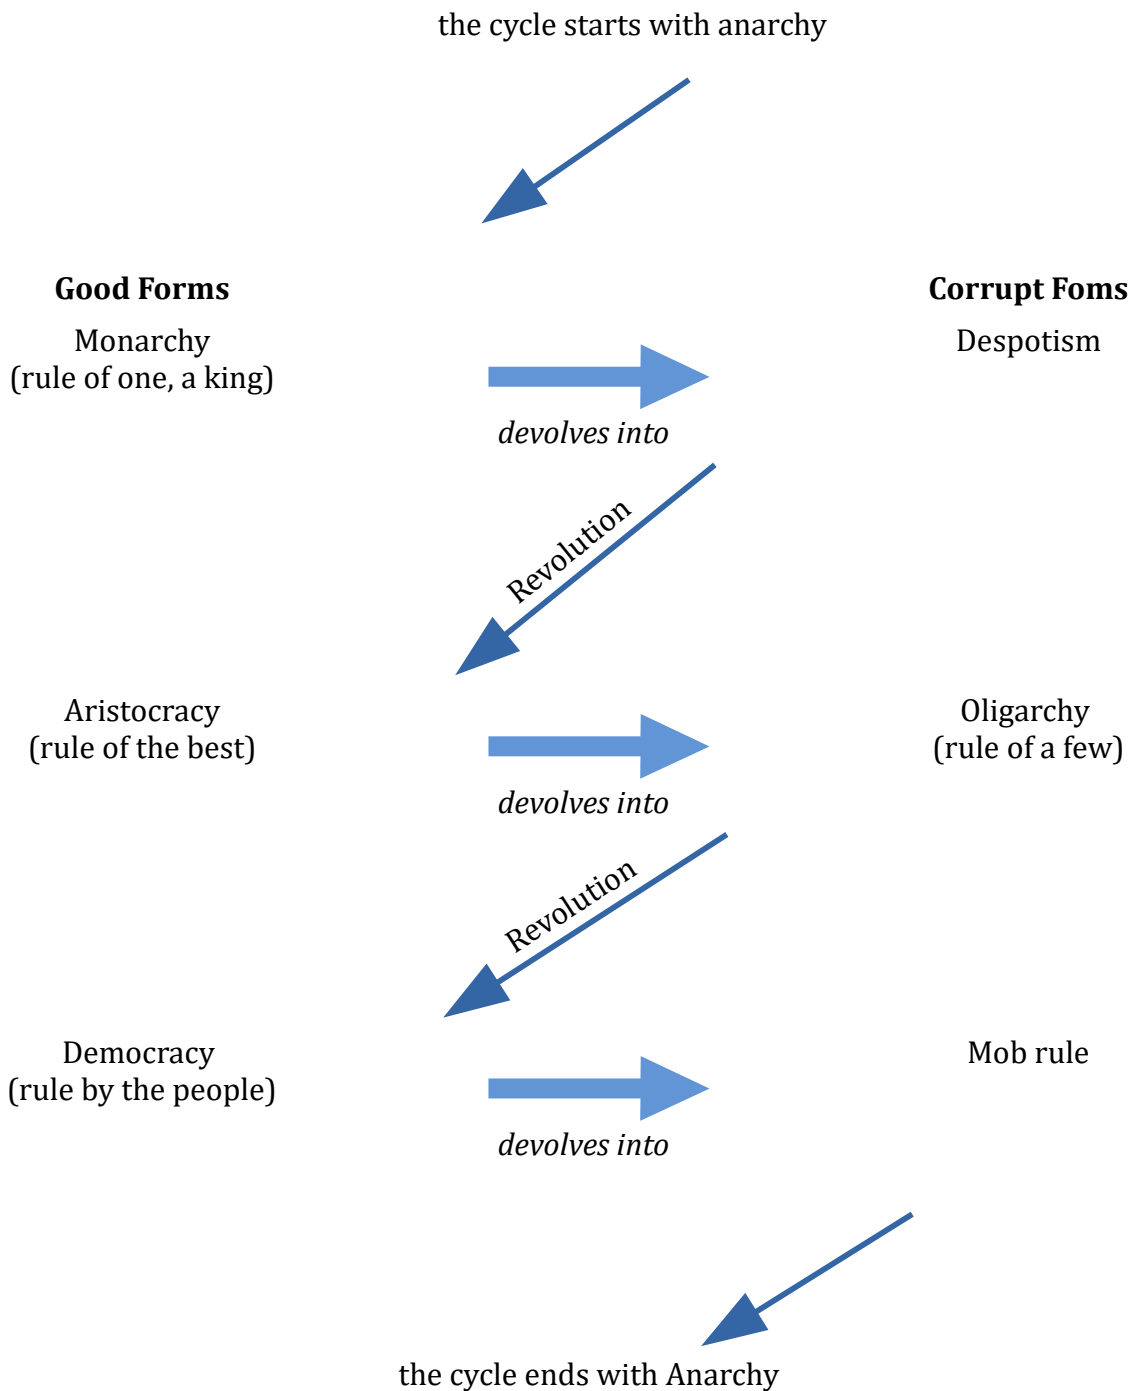 the cycle starts with anarchy
Good Forms
Corrupt Foms
Monarchy
(rule of one, a king)
Despotism
devolves into
Revolution
Aristocracy
(rule of the best)
Oligarchy
(rule of a few)
devolves into
Revolution
Democracy
(rule by the people)
Mob rule
devolves into
the cycle ends with Anarchy